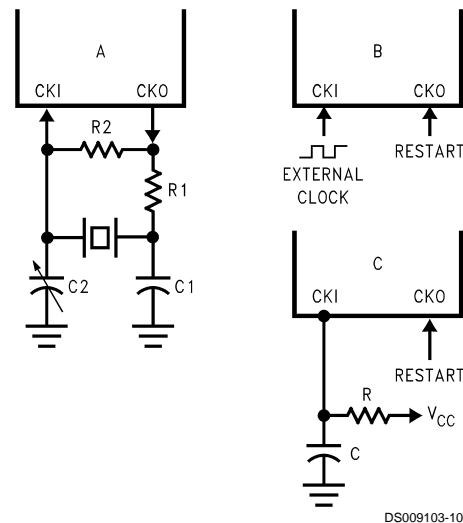 A
CKI CKO
R2
R1
C2
C1
B
CKI CKO
EXTERNAL
CLOCK
RESTART
C
CKI CKO
RESTART
R
VCC
C
DS009103-10